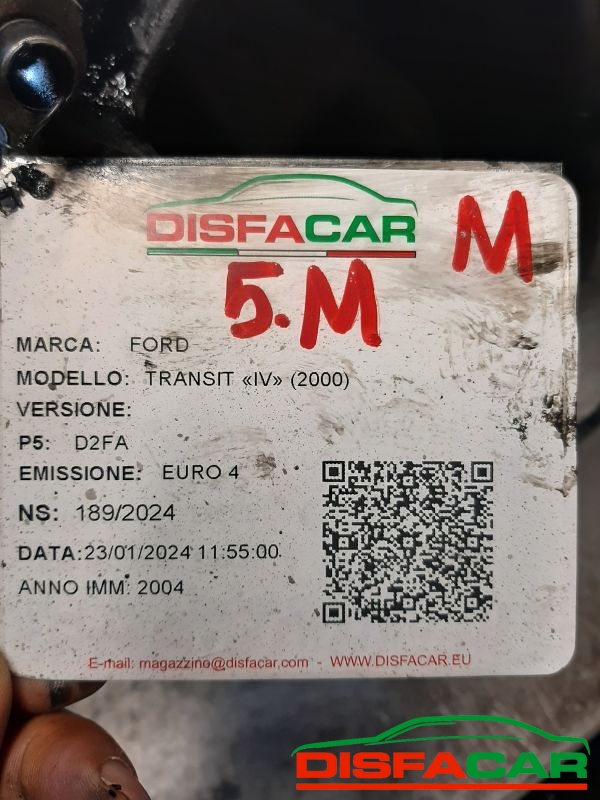 DISFACAR
M
5.M
MARCA: FORD
MODELLO: TRANSIT «IV» (2000)
VERSIONE:
P5: D2FA
EMISSIONE: EURO 4
NS: 189/2024
DATA:23/01/2024 11:55:00
ANNO IMM: 2004
E-mail: magazzino@disfacar.com - WWW.DISFACAR.EU
DISFACAR